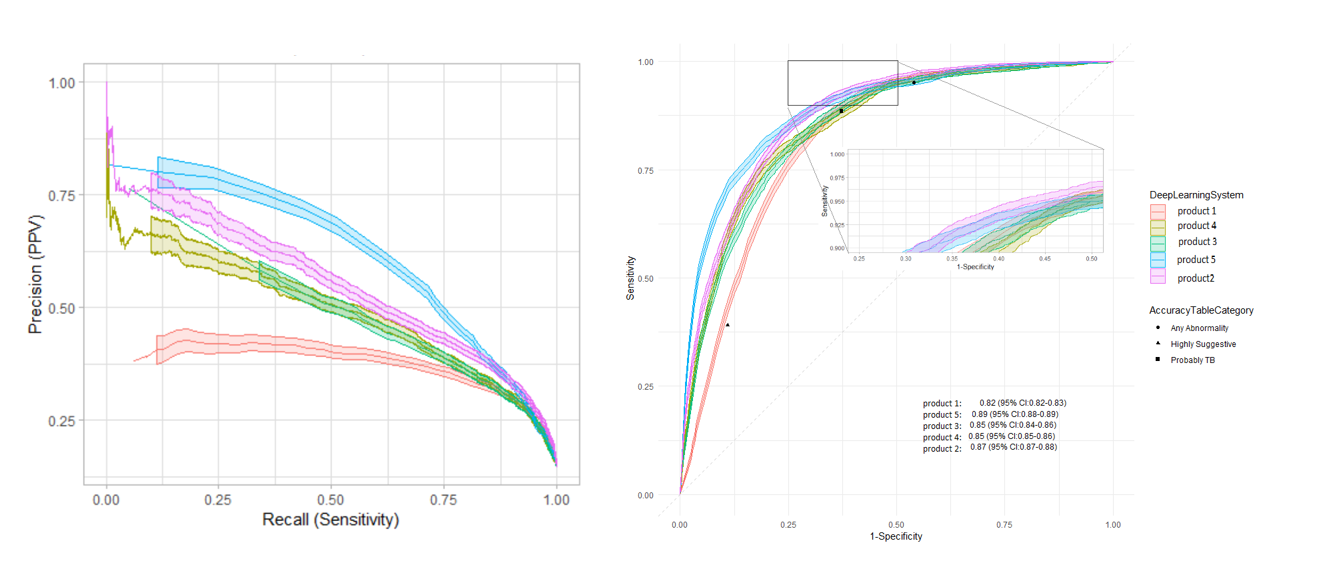 Precision (PPV)
1.00
0.75
0.50
0.25
0.00
0.25
0.50
0.75
1.00
Recall (Sensitivity)
Sensitivity
1.00
0.75
0.50
0.25
0.00
0.00
0.25
0.50
0.75
1.00
1-Specificity
Sensitivity
1.000
0.975
0.950
0.925
0.900
0.25
0.30
0.35
0.40
0.45
0.50
1-Specificity
product 1: 0.82 (95% CI:0.82-0.83)
product 5: 0.89 (95% CI:0.88-0.89)
product 3: 0.85 (95% CI:0.84-0.86)
product 4: 0.85 (95% CI:0.85-0.86)
product 2: 0.87 (95% CI:0.87-0.88)
DeepLearningSystem
product 1
product 4
product 3
product 5
product2
AccuracyTableCategory
Any Abnormality
Highly Suggestive
Probably TB